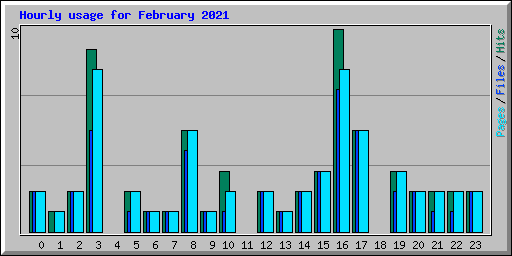 Hourly usage for February 2021
10
Pages / Files / Hits
0 1 2 3 4 5 6 7 8 9 10 11 12 13 14 15 16 17 18 19 20 21 22 23